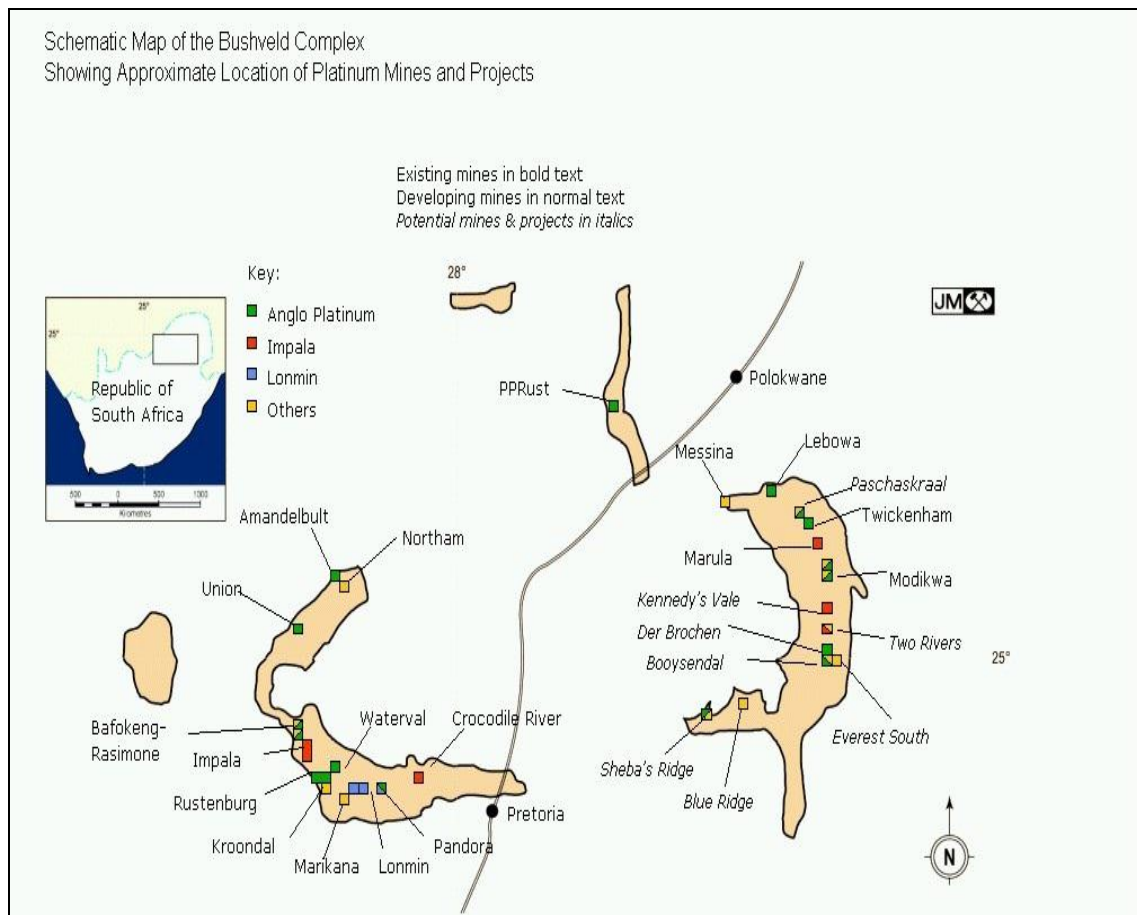 Schematic Map of the Bushveld Complex
Showing Approximate Location of Platinum Mines and Projects
Existing mines in bold text
Developing mines in normal text
Potential mines & projects in italics
Key:
Anglo Platinum
Impala
Lonmin
Others
28°
JM
25°
25°
Republic of
South Africa
500 0 500 1000
Kilometres
PPRust
Polokwane
Messina
Lebowa
Paschaskraal
Twickenham
Marula
Modikwa
Kennedy's Vale
Der Brochen
Two Rivers
Booysendal
25°
Everest South
Sheba's Ridge
Blue Ridge
Amandelbult
Northam
Union
Bafokeng-
Rasimone
Waterval
Crocodile River
Impala
Rustenburg
Kroondal
Marikana
Lonmin
Pandora
Pretoria
N